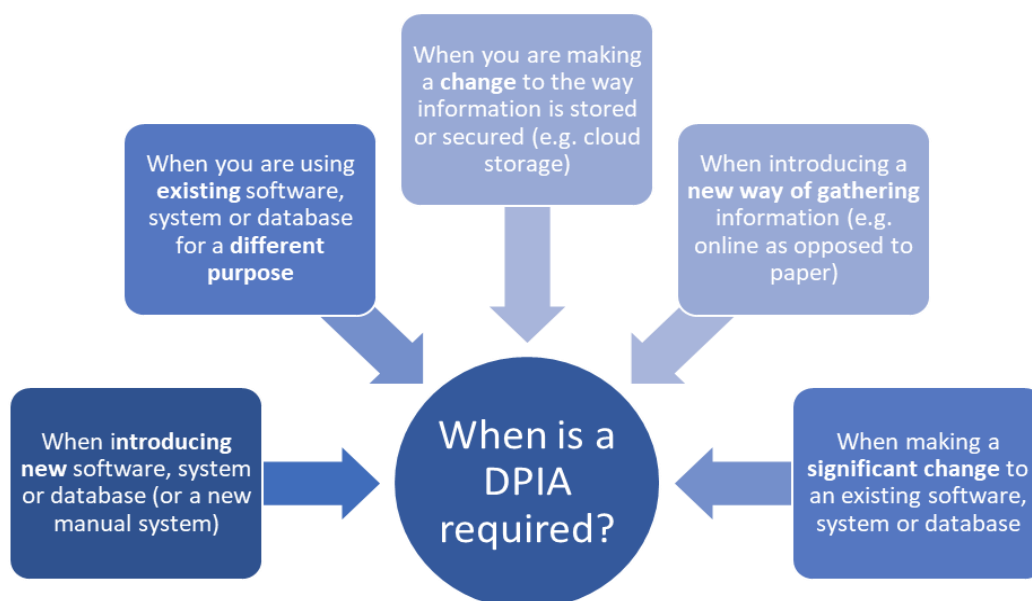 When you are making
a change to the way
information is stored
or secured (e.g. cloud
storage)
When you are using
existing software,
system or database
for a different
purpose
When introducing a
new way of gathering
information (e.g.
online as opposed to
paper)
When introducing
new software, system
or database (or a new
manual system)
When is a
DPIA
required?
When making a
significant change to
an existing software,
system or database